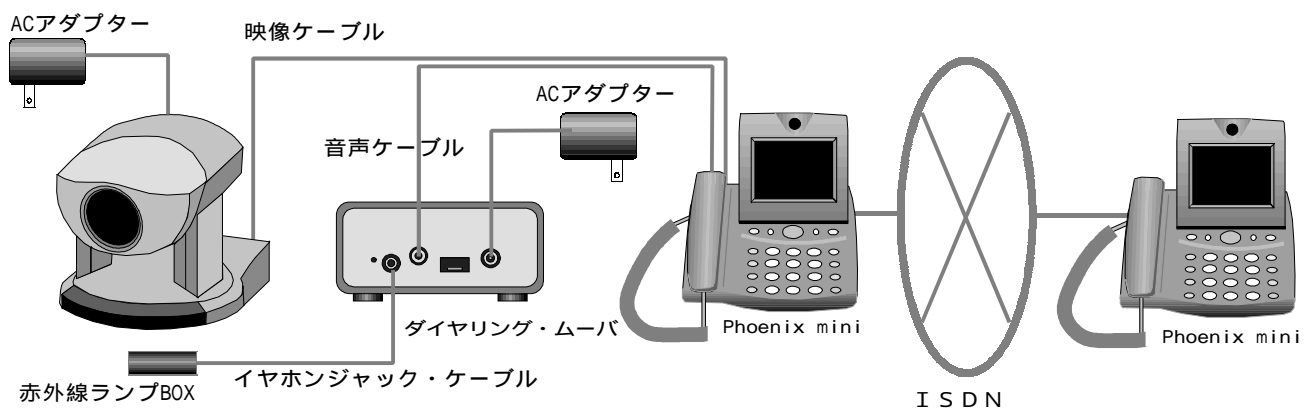 ACアダプター
映像ケーブル
ACアダプター
音声ケーブル
ダイヤリング・ムーバ
Phoenix mini
Phoenix mini
赤外線ランプBOX
イヤホンジャック・ケーブル
ＩＳＤＮ